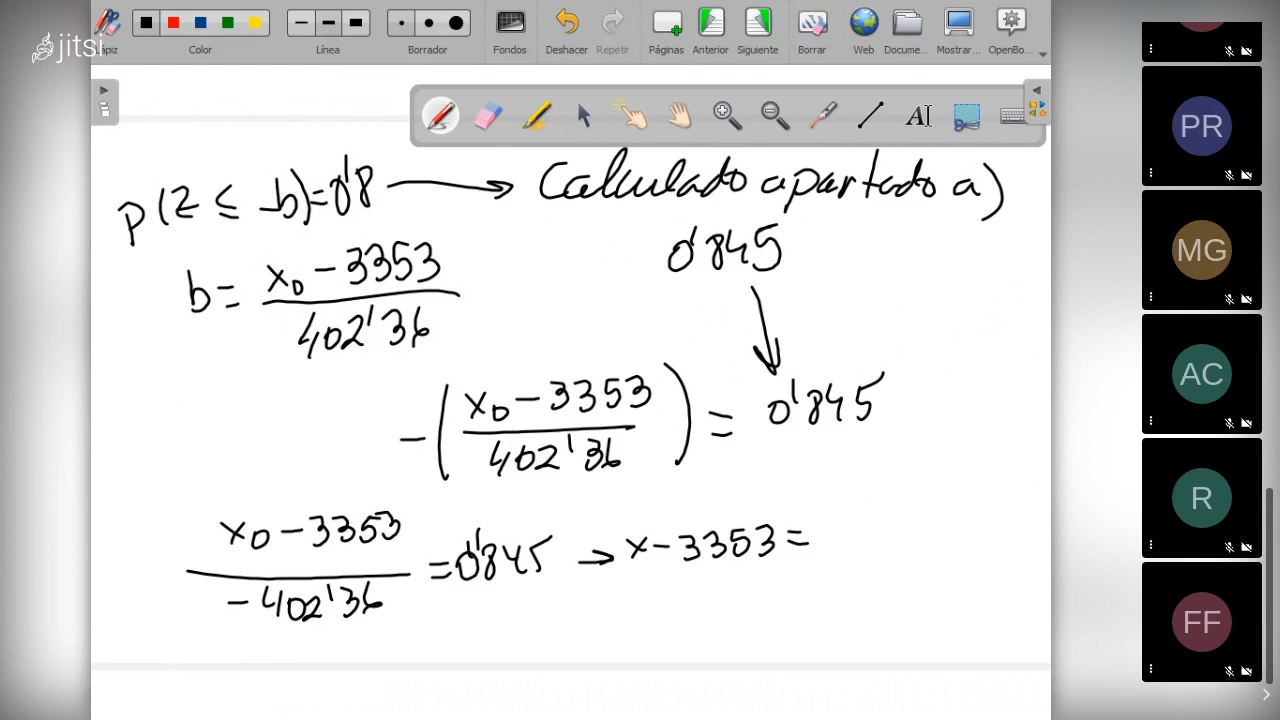 jitsi
Lápiz Color Línea Borrador Fondos Deshacer Repetir Páginas Anterior Siguiente Borrar Web Docume... Mostrar... OpenBo...
P(Z ≤ -b)=0'8 → Calculado apartado a)
0'845
b = x0 - 3353 / 402'36
-( x0 - 3353 / 402'36 ) = 0'845
x0 - 3353 / -402'36 = 0'845 → x - 3353 =
PR
MG
AC
R
FF